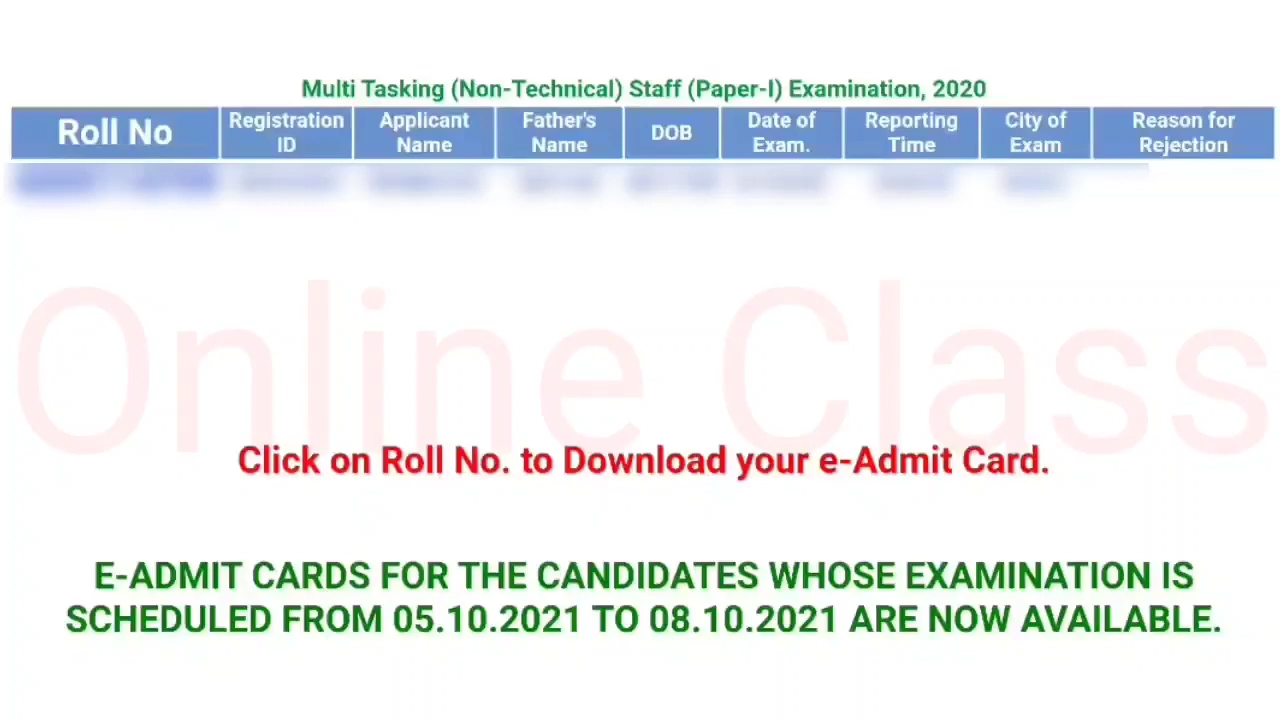 Multi Tasking (Non-Technical) Staff (Paper-I) Examination, 2020
Roll No
Registration ID
Applicant Name
Father's Name
DOB
Date of Exam.
Reporting Time
City of Exam
Reason for Rejection
Online Class
Click on Roll No. to Download your e-Admit Card.
E-ADMIT CARDS FOR THE CANDIDATES WHOSE EXAMINATION IS
SCHEDULED FROM 05.10.2021 TO 08.10.2021 ARE NOW AVAILABLE.